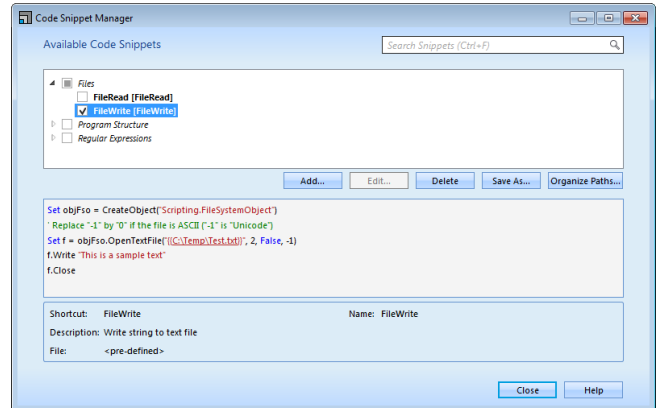 Code Snippet Manager
Available Code Snippets
Search Snippets (Ctrl+F)
Files
FileRead [FileRead]
FileWrite [FileWrite]
Program Structure
Regular Expressions
Add... Edit... Delete Save As... Organize Paths...
Set objFso = CreateObject("Scripting.FileSystemObject")
' Replace "-1" by "0" if the file is ASCII ("-1" is "Unicode")
Set f = objFso.OpenTextFile("{{C:\Temp\Test.txt}}", 2, False, -1)
f.Write "This is a sample text"
f.Close
Shortcut: FileWrite Name: FileWrite
Description: Write string to text file
File: <pre-defined>
Close Help